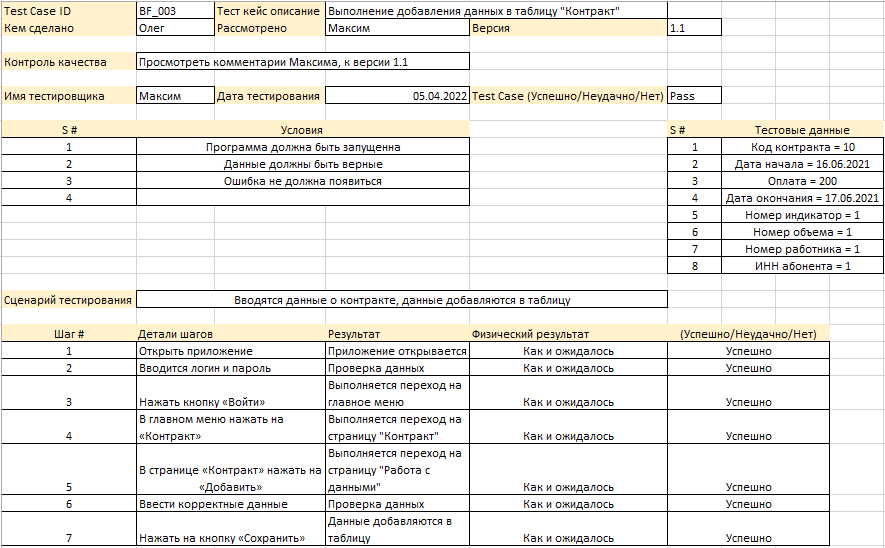 Test Case ID BF_003 Тест кейс описание Выполнение добавления данных в таблицу "Контракт"
Кем сделано Олег Рассмотрено Максим Версия 1.1
Контроль качества Просмотреть комментарии Максима, к версии 1.1
Имя тестировщика Максим Дата тестирования 05.04.2022 Test Case (Успешно/Неудачно/Нет) Pass
S # Условия S # Тестовые данные
1 Программа должна быть запущенна 1 Код контракта = 10
2 Данные должны быть верные 2 Дата начала = 16.06.2021
3 Ошибка не должна появиться 3 Оплата = 200
4 4 Дата окончания = 17.06.2021
5 Номер индикатор = 1
6 Номер объема = 1
7 Номер работника = 1
8 ИНН абонента = 1
Сценарий тестирования Вводятся данные о контракте, данные добавляются в таблицу
Шаг # Детали шагов Результат Физический результат (Успешно/Неудачно/Нет)
1 Открыть приложение Приложение открывается Как и ожидалось Успешно
2 Вводится логин и пароль Проверка данных Как и ожидалось Успешно
Выполняется переход на
3 Нажать кнопку «Войти» главное меню Как и ожидалось Успешно
В главном меню нажать на Выполняется переход на
4 «Контракт» страницу "Контракт" Как и ожидалось Успешно
Выполняется переход на
В странице «Контракт» нажать на страницу "Работа с
5 «Добавить» данными" Как и ожидалось Успешно
6 Ввести корректные данные Проверка данных Как и ожидалось Успешно
Данные добавляются в
7 Нажать на кнопку «Сохранить» таблицу Как и ожидалось Успешно